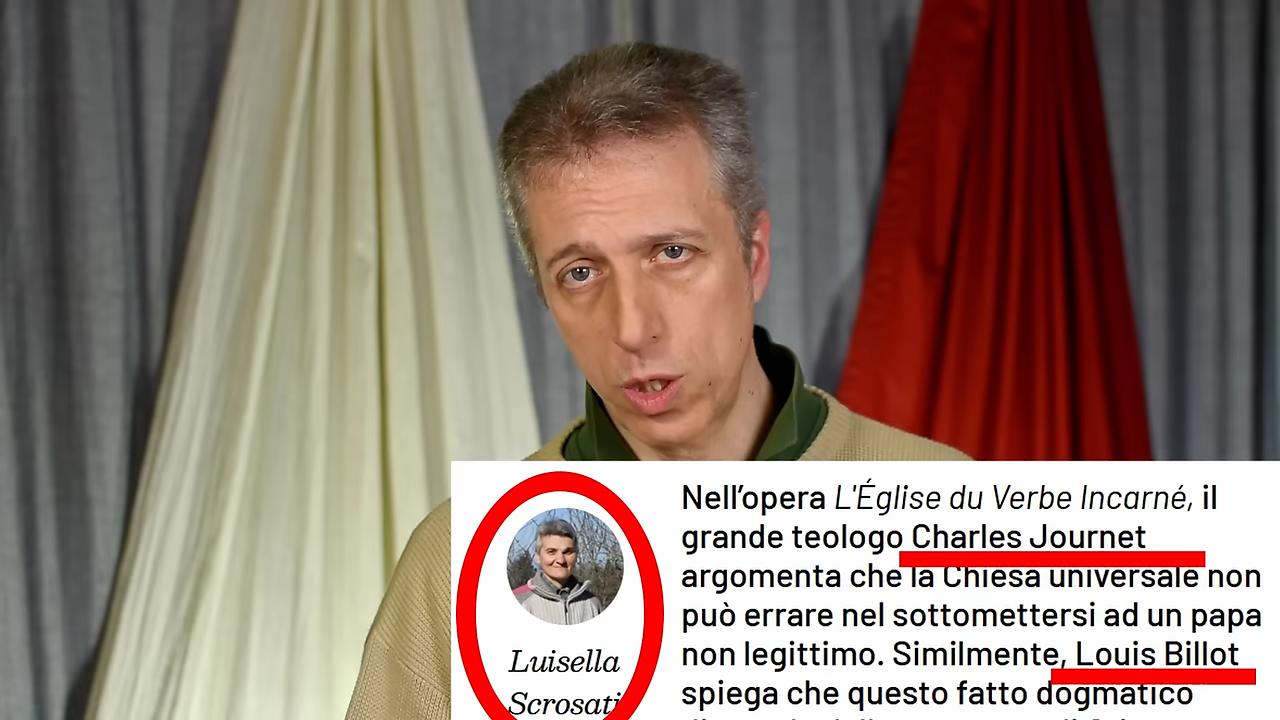 Luisella
Scrosati
Nell'opera L'Église du Verbe Incarné, il
grande teologo Charles Journet
argomenta che la Chiesa universale non
può errare nel sottomettersi ad un papa
non legittimo. Similmente, Louis Billot
spiega che questo fatto dogmatico